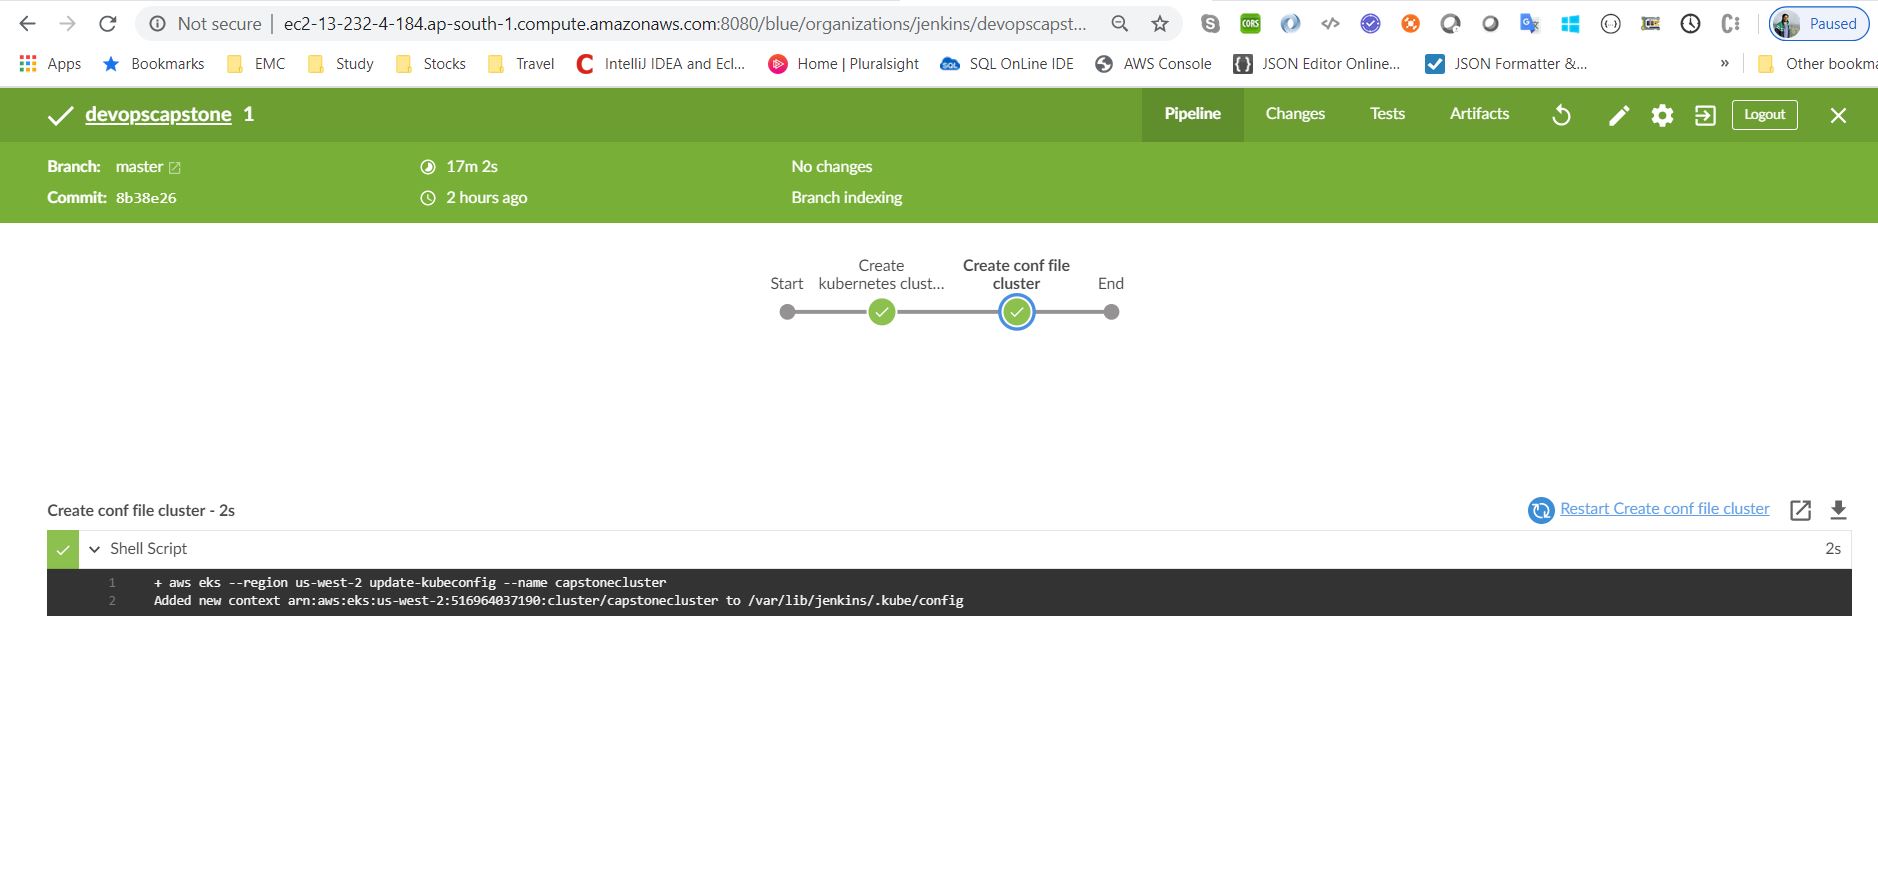 Not secure | ec2-13-232-4-184.ap-south-1.compute.amazonaws.com:8080/blue/organizations/jenkins/devopscapst... CORS Paused
Apps Bookmarks EMC Study Stocks Travel C IntelliJ IDEA and Ecl... Home | Pluralsight SQL SQL OnLine IDE AWS Console JSON Editor Online... JSON Formatter &... » Other bookma
devopscapstone 1 Pipeline Changes Tests Artifacts Logout
Branch: master 17m 2s No changes
Commit: 8b38e26 2 hours ago Branch indexing
Start Create kubernetes clust... Create conf file cluster End
Create conf file cluster - 2s Restart Create conf file cluster
Shell Script 2s
1 + aws eks --region us-west-2 update-kubeconfig --name capstonecluster
2 Added new context arn:aws:eks:us-west-2:516964037190:cluster/capstonecluster to /var/lib/jenkins/.kube/config